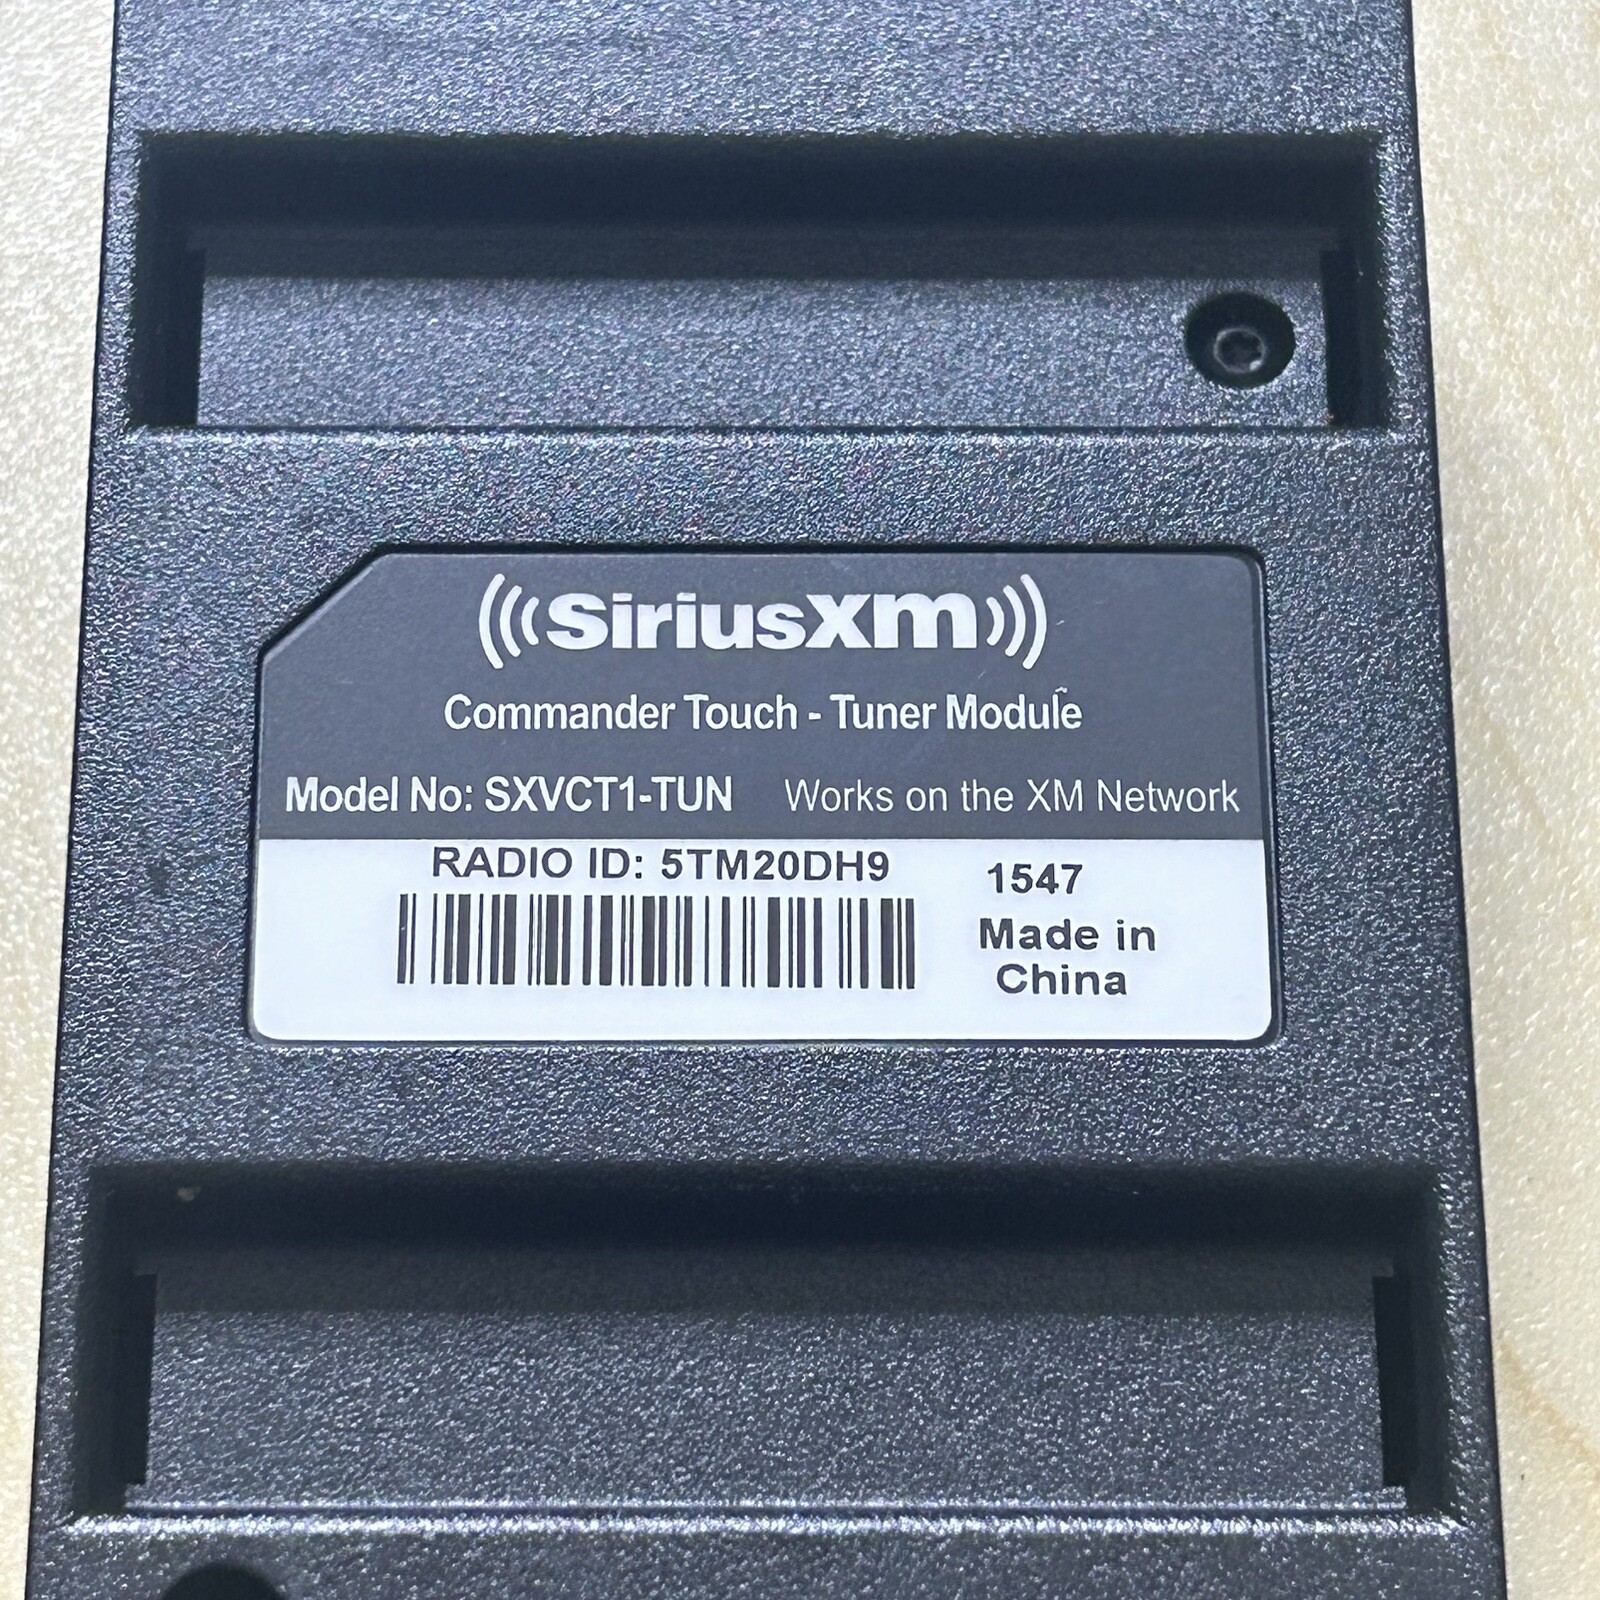 ((( SiriusXM )))
Commander Touch - Tuner Module
Model No: SXVCT1-TUN Works on the XM Network
RADIO ID: 5TM20DH9
1547
Made in
China